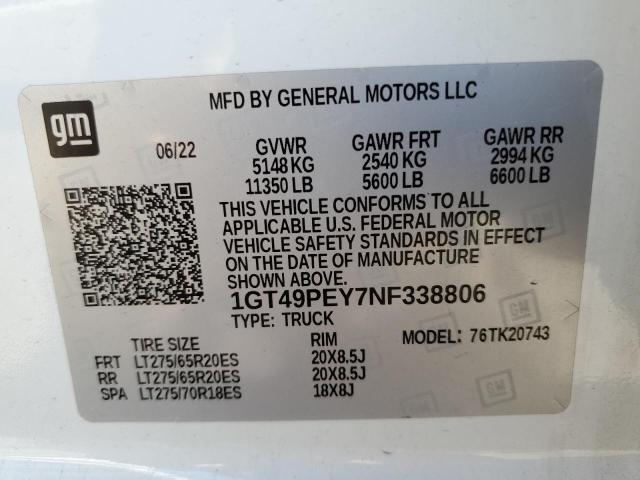 MFD BY GENERAL MOTORS LLC
gm
06/22
GVWR GAWR FRT GAWR RR
5148 KG 2540 KG 2994 KG
11350 LB 5600 LB 6600 LB
THIS VEHICLE CONFORMS TO ALL
APPLICABLE U.S. FEDERAL MOTOR
VEHICLE SAFETY STANDARDS IN EFFECT
ON THE DATE OF MANUFACTURE
SHOWN ABOVE.
1GT49PEY7NF338806
TYPE: TRUCK
MODEL: 76TK20743
TIRE SIZE RIM
FRT LT275/65R20ES 20X8.5J
RR LT275/65R20ES 20X8.5J
SPA LT275/70R18ES 18X8J